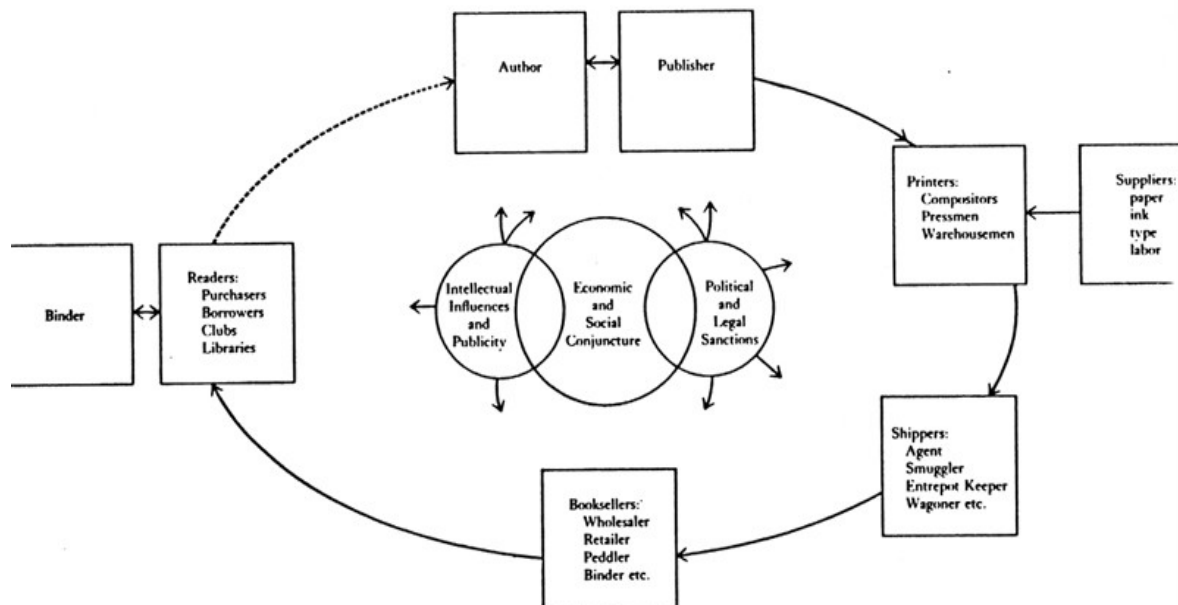 Author
Publisher
Printers:
Compositors
Pressmen
Warehousemen
Suppliers:
paper
ink
type
labor
Intellectual
Influences
and
Publicity
Economic
and
Social
Conjuncture
Political
and
Legal
Sanctions
Binder
Readers:
Purchasers
Borrowers
Clubs
Libraries
Shippers:
Agent
Smuggler
Entrepot Keeper
Wagoner etc.
Booksellers:
Wholesaler
Retailer
Peddler
Binder etc.